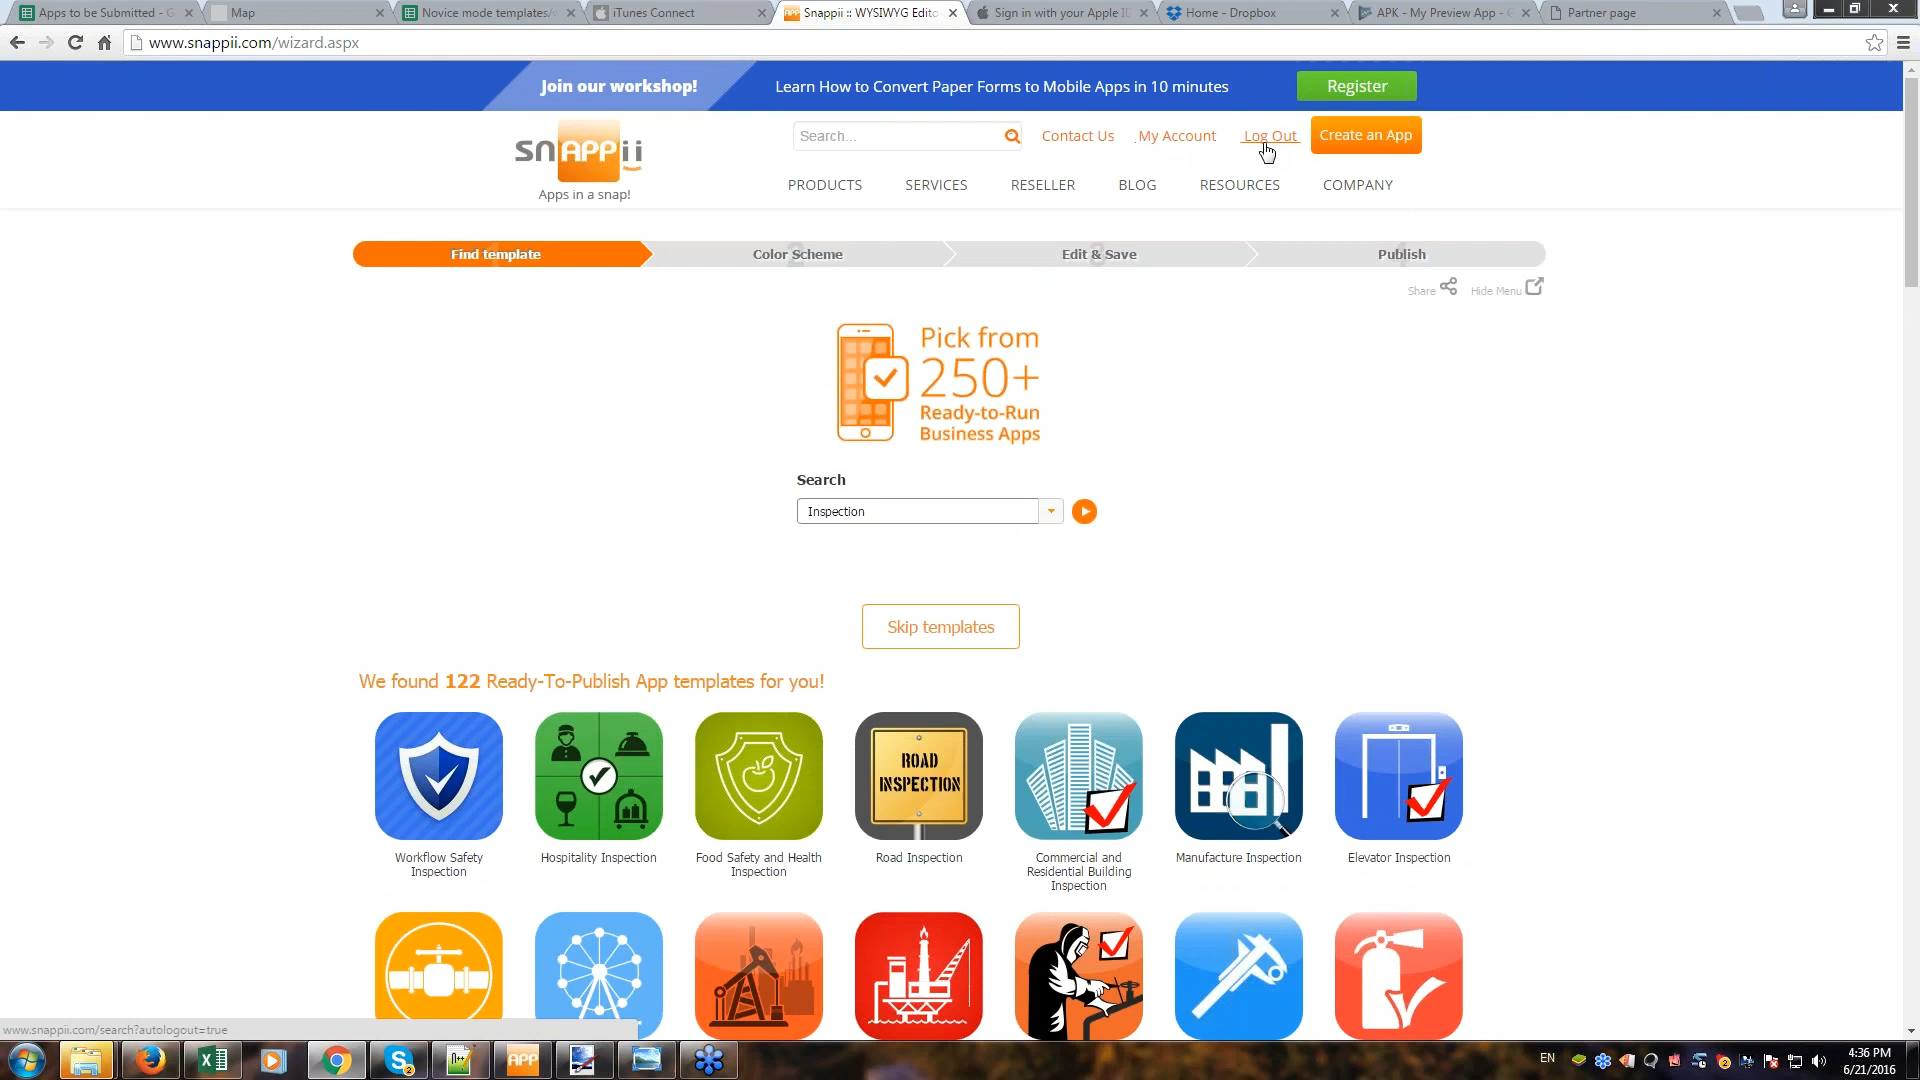 Apps to be Submitted - G
Map
Novice mode templates/
iTunes Connect
Snappii :: WYSIWYG Edito
Sign in with your Apple I
Home - Dropbox
APK - My Preview App - G
Partner page
www.snappii.com/wizard.aspx
Join our workshop!
Learn How to Convert Paper Forms to Mobile Apps in 10 minutes
Register
snAPPii
Apps in a snap!
Search...
Contact Us
My Account
Log Out
Create an App
PRODUCTS
SERVICES
RESELLER
BLOG
RESOURCES
COMPANY
1
Find template
2
Color Scheme
3
Edit & Save
4
Publish
Share
Hide Menu
Pick from
250+
Ready-to-Run
Business Apps
Search
Inspection
Skip templates
We found 122 Ready-To-Publish App templates for you!
ROAD
INSPECTION
Workflow Safety
Inspection
Hospitality Inspection
Food Safety and Health
Inspection
Road Inspection
Commercial and
Residential Building
Inspection
Manufacture Inspection
Elevator Inspection
www.snappii.com/search?autologout=true
APP
EN
4:36 PM
6/21/2016